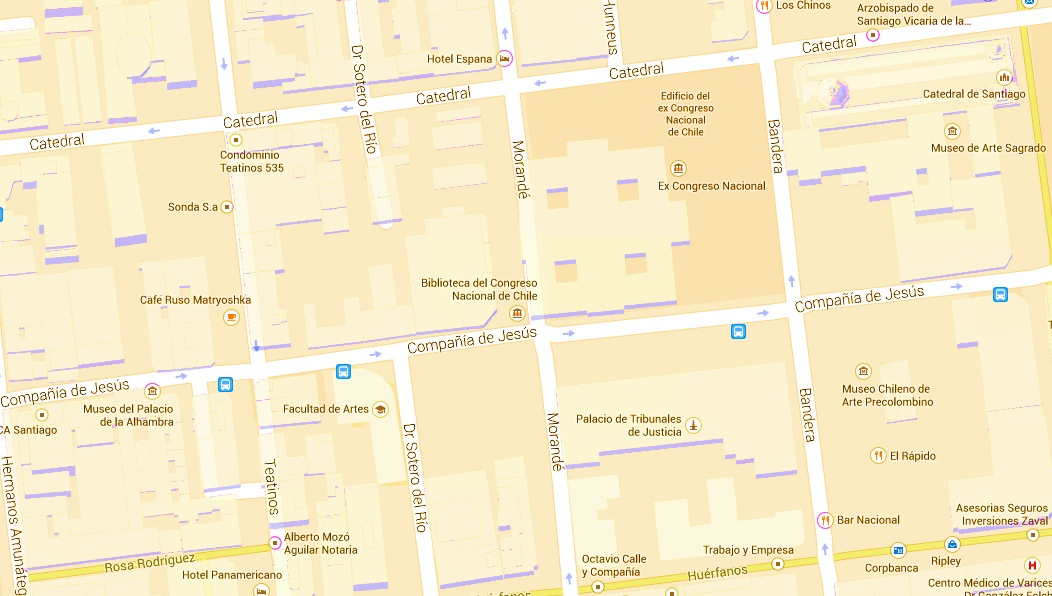 Los Chinos
Arzobispado de
Santiago Vicaria de la...
Hunneus
Catedral
Hotel Espana
Dr Sotero del Río
Catedral
Catedral
Catedral
Catedral
Edificio del
ex Congreso
Nacional
de Chile
Catedral de Santiago
Condominio
Teatinos 535
Morandé
Bandera
Museo de Arte Sagrado
Ex Congreso Nacional
Sonda S.a
Biblioteca del Congreso
Nacional de Chile
Café Ruso Matryoshka
Compañía de Jesús
Compañía de Jesús
Compañía de Jesús
Museo del Palacio
de la Alhambra
CA Santiago
Facultad de Artes
Museo Chileno de
Arte Precolombino
Palacio de Tribunales
de Justicia
Morandé
Bandera
El Rápido
Hermanos Amunáteg
Teatinos
Dr Sotero del Río
Bar Nacional
Asesorias Seguros
Inversiones Zaval
Alberto Mozó
Aguilar Notaria
Rosa Rodríguez
Hotel Panamericano
Octavio Calle
y Compañía
Trabajo y Empresa
Huérfanos
Corpbanca
Ripley
H
Centro Médico de Varices